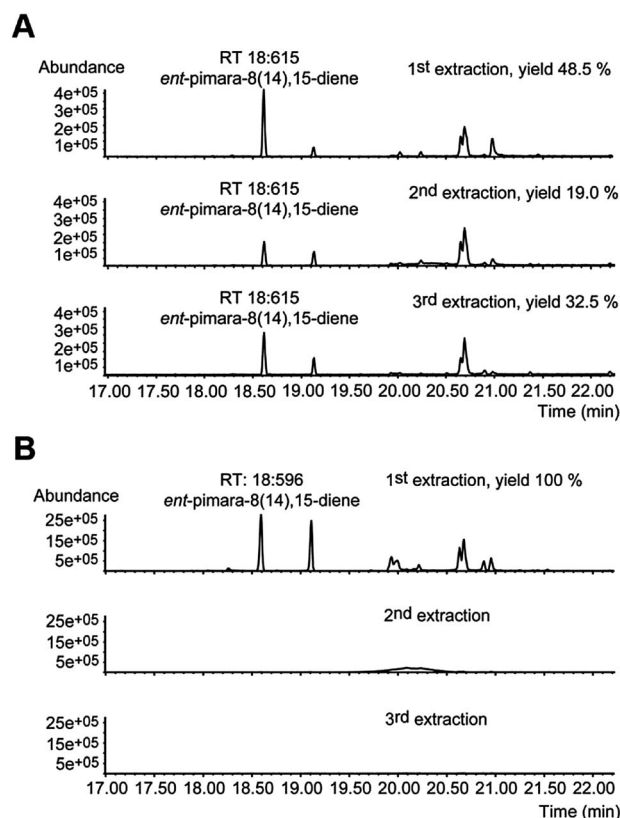 A
RT 18:615
Abundance
ent-pimara-8(14),15-diene
1st extraction, yield 48.5 %
4e+05
3e+05
2e+05
1e+05
RT 18:615
ent-pimara-8(14),15-diene
2nd extraction, yield 19.0 %
4e+05
3e+05
2e+05
1e+05
RT 18:615
ent-pimara-8(14),15-diene
3rd extraction, yield 32.5 %
4e+05
3e+05
2e+05
1e+05
17.00 17.50 18.00 18.50 19.00 19.50 20.00 20.50 21.00 21.50 22.00
Time (min)
B
RT: 18:596
Abundance
ent-pimara-8(14),15-diene
1st extraction, yield 100 %
25e+05
15e+05
5e+05
2nd extraction
25e+05
15e+05
5e+05
3rd extraction
25e+05
15e+05
5e+05
17.00 17.50 18.00 18.50 19.00 19.50 20.00 20.50 21.00 21.50 22.00
Time (min)